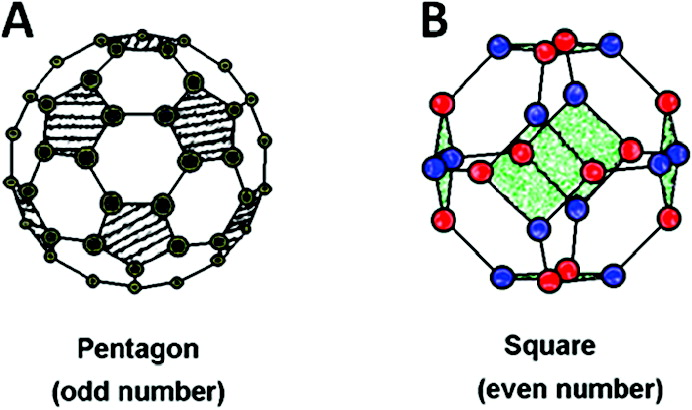 A
B
Pentagon
(odd number)
Square
(even number)